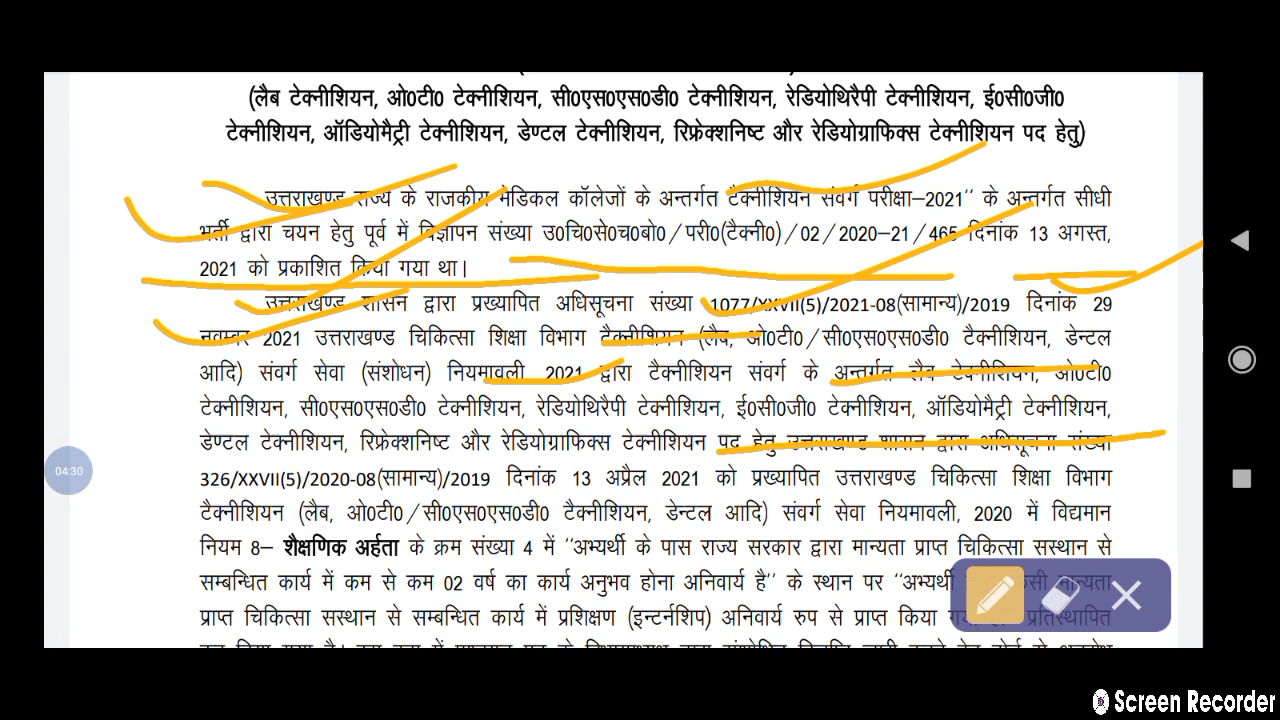 (लैब टेक्नीशियन, ओ0टी0 टेक्नीशियन, सी0एस0एस0डी0 टेक्नीशियन, रेडियोथिरैपी टेक्नीशियन, ई0सी0जी0
टेक्नीशियन, ऑडियोमैट्री टेक्नीशियन, डेण्टल टेक्नीशियन, रिफ्रेक्शनिष्ट और रेडियोग्राफिक्स टेक्नीशियन पद हेतु)
उत्तराखण्ड राज्य के राजकीय मेडिकल कॉलेजों के अन्तर्गत टैक्नीशियन संवर्ग परीक्षा–2021'' के अन्तर्गत सीधी
भर्ती द्वारा चयन हेतु पूर्व में विज्ञापन संख्या उ0चि0से0च0बो0/परी0(टैक्नी0)/02/2020–21/465 दिनांक 13 अगस्त,
2021 को प्रकाशित किया गया था।
उत्तराखण्ड शासन द्वारा प्रख्यापित अधिसूचना संख्या 1077/XXVII(5)/2021-08(सामान्य)/2019 दिनांक 29
नवम्बर 2021 उत्तराखण्ड चिकित्सा शिक्षा विभाग टैक्नीशियन (लैब, ओ0टी0/सी0एस0एस0डी0 टैक्नीशियन, डेन्टल
आदि) संवर्ग सेवा (संशोधन) नियमावली 2021 द्वारा टैक्नीशियन संवर्ग के अन्तर्गत लैब टेक्नीशियन, ओ0टी0
टेक्नीशियन, सी0एस0एस0डी0 टेक्नीशियन, रेडियोथिरैपी टेक्नीशियन, ई0सी0जी0 टेक्नीशियन, ऑडियोमैट्री टेक्नीशियन,
डेण्टल टेक्नीशियन, रिफ्रेक्शनिष्ट और रेडियोग्राफिक्स टेक्नीशियन पद हेतु उत्तराखण्ड शासन द्वारा अधिसूचना संख्या
326/XXVII(5)/2020-08(सामान्य)/2019 दिनांक 13 अप्रैल 2021 को प्रख्यापित उत्तराखण्ड चिकित्सा शिक्षा विभाग
टैक्नीशियन (लैब, ओ0टी0/सी0एस0एस0डी0 टैक्नीशियन, डेन्टल आदि) संवर्ग सेवा नियमावली, 2020 में विद्यमान
नियम 8– शैक्षणिक अर्हता के क्रम संख्या 4 में ''अभ्यर्थी के पास राज्य सरकार द्वारा मान्यता प्राप्त चिकित्सा सस्थान से
सम्बन्धित कार्य में कम से कम 02 वर्ष का कार्य अनुभव होना अनिवार्य है'' के स्थान पर ''अभ्यर्थी मान्यता
प्राप्त चिकित्सा सस्थान से सम्बन्धित कार्य में प्रशिक्षण (इन्टर्नशिप) अनिवार्य रुप से प्राप्त किया प्रतिस्थापित
04:30
Screen Recorder